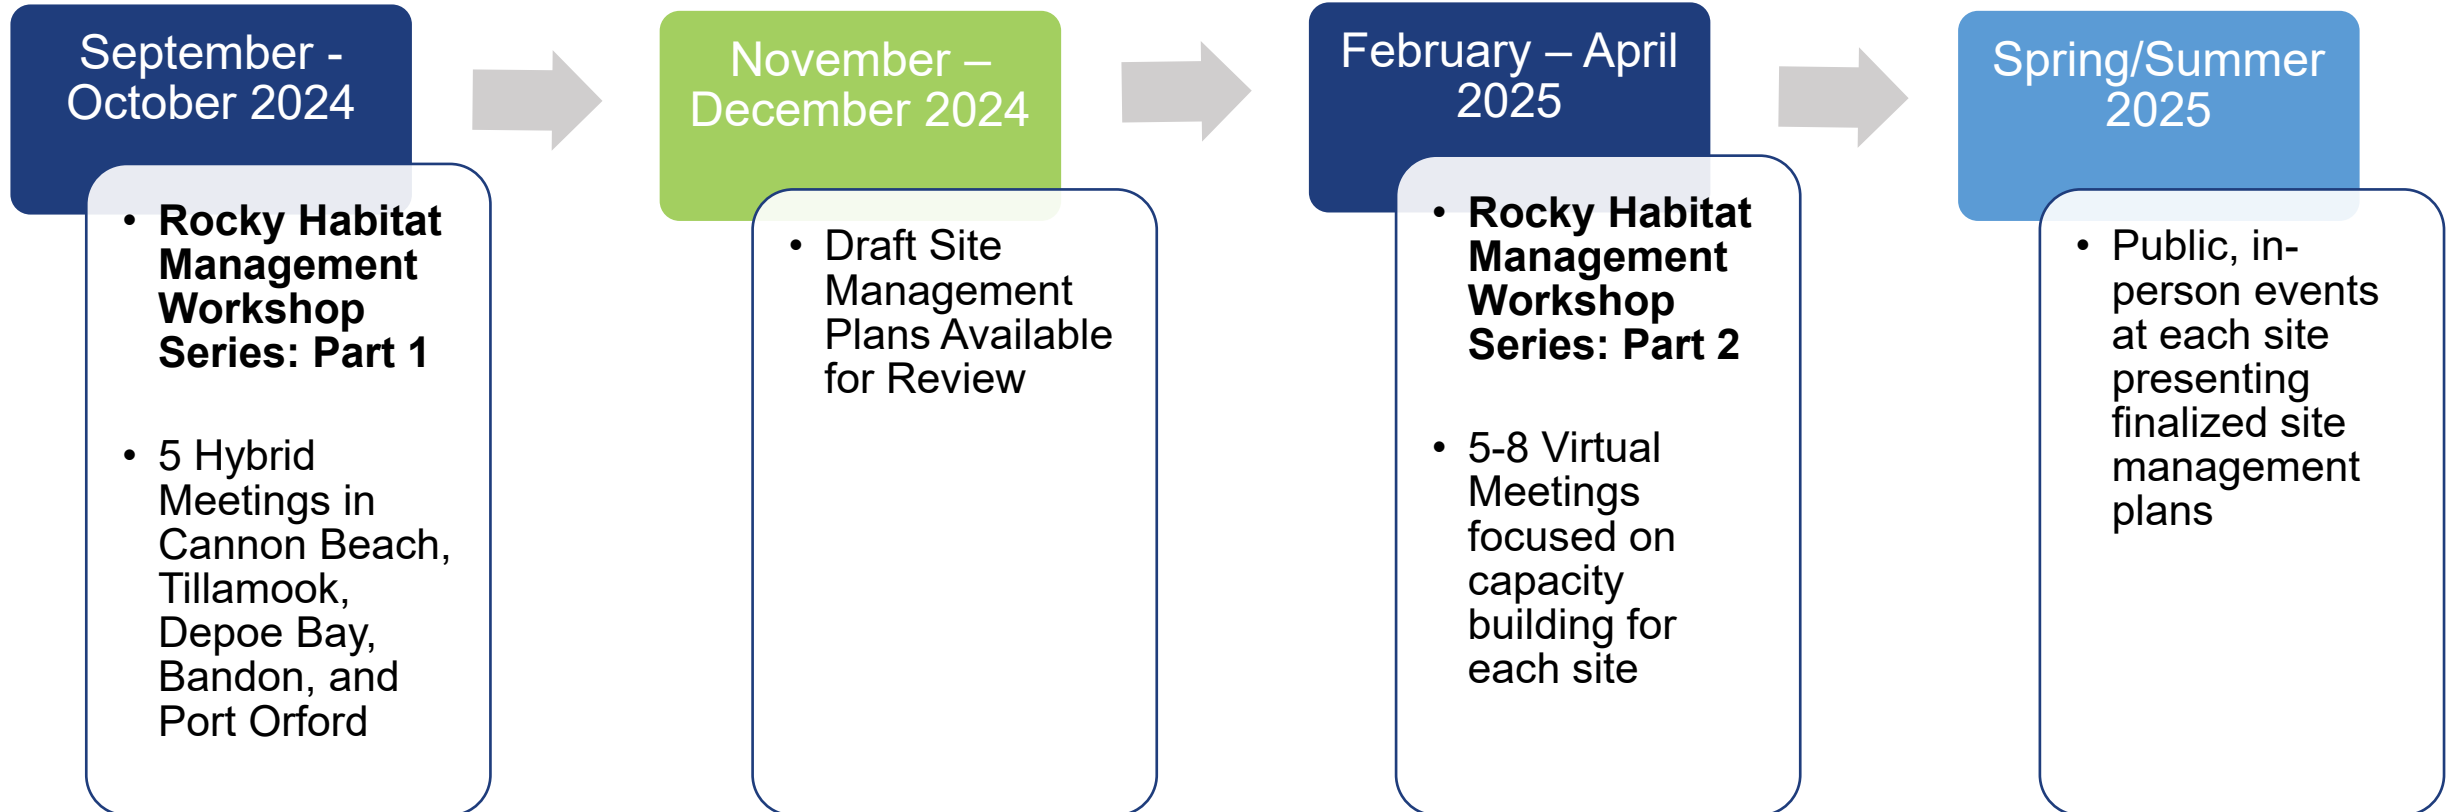 September -
October 2024
• Rocky Habitat
Management
Workshop
Series: Part 1
• 5 Hybrid
Meetings in
Cannon Beach,
Tillamook,
Depoe Bay,
Bandon, and
Port Orford
November –
December 2024
• Draft Site
Management
Plans Available
for Review
February – April
2025
• Rocky Habitat
Management
Workshop
Series: Part 2
• 5-8 Virtual
Meetings
focused on
capacity
building for
each site
Spring/Summer
2025
• Public, in-
person events
at each site
presenting
finalized site
management
plans